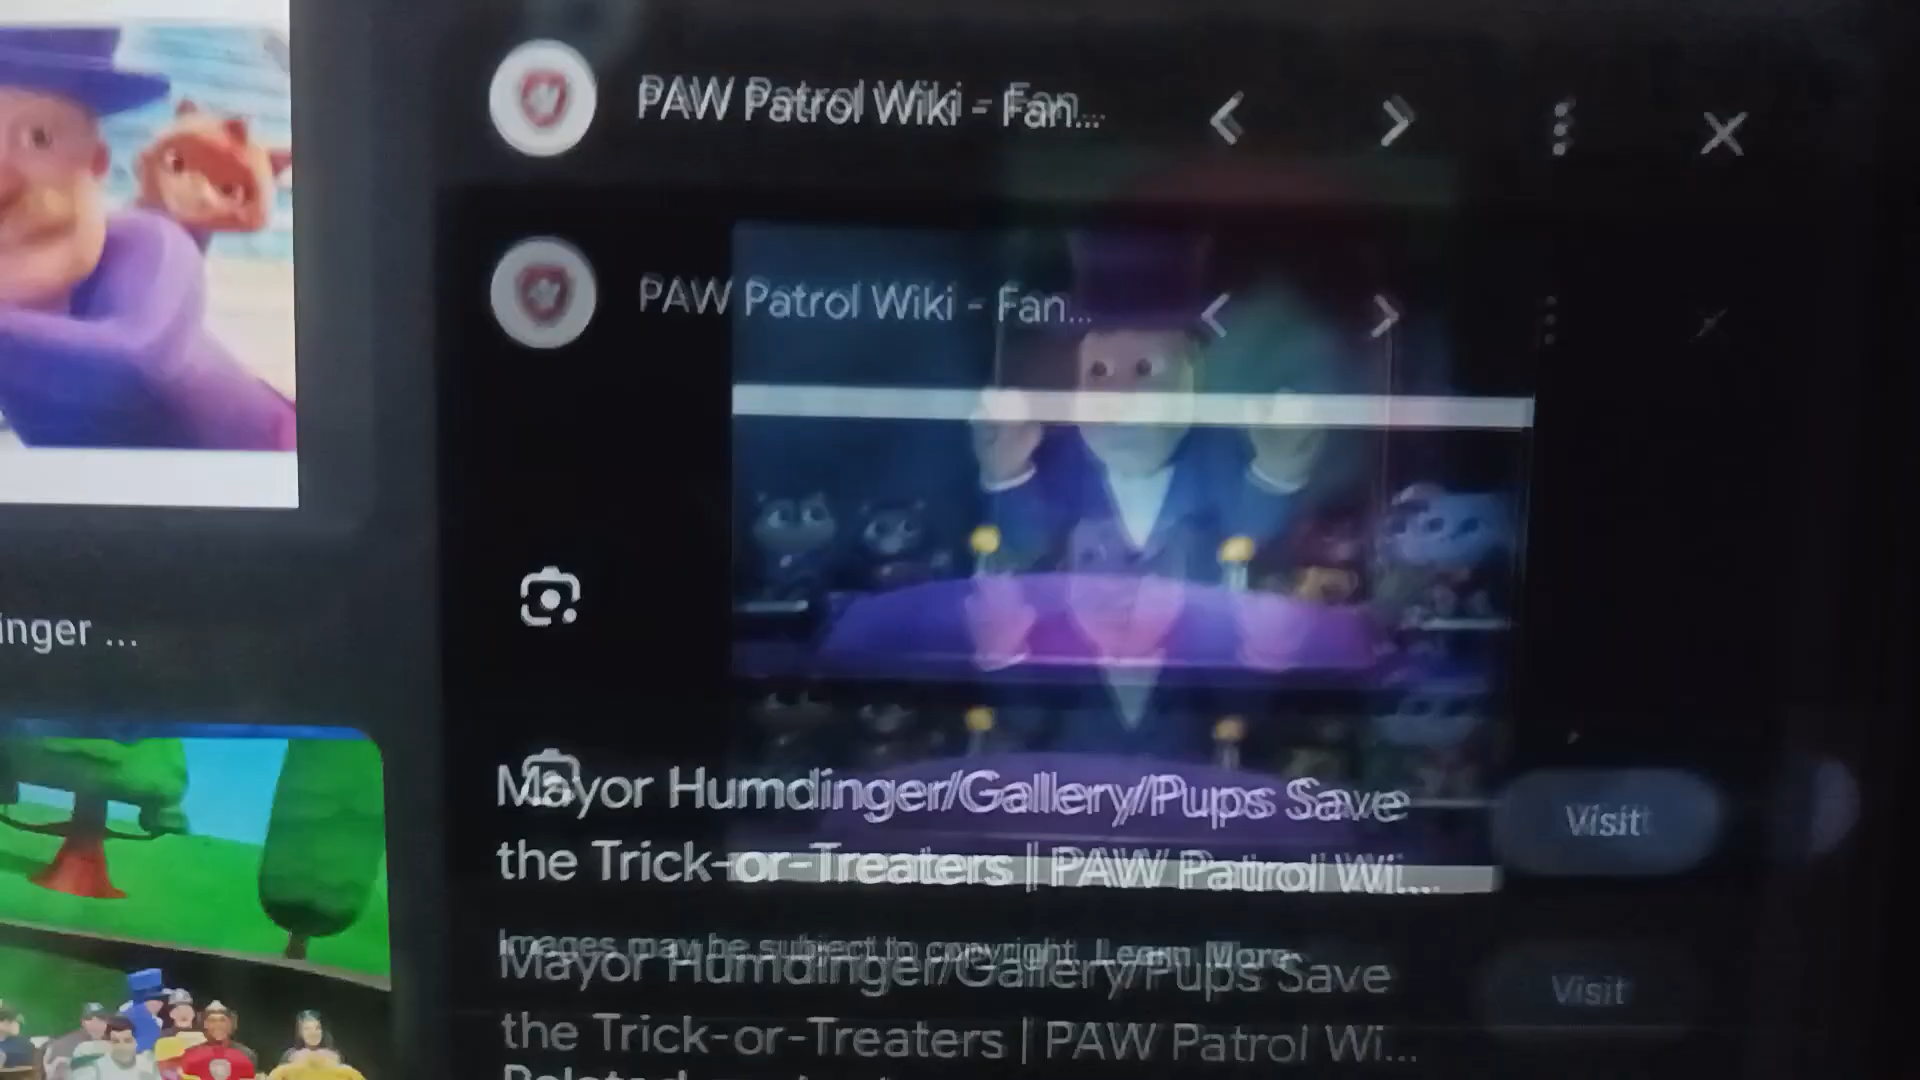 PAW Patrol Wiki - Fan...
PAW Patrol Wiki - Fan...
inger ...
Mayor Humdinger/Gallery/Pups Save
the Trick-or-Treaters | PAW Patrol Wi...
Visit
Images may be subject to copyright. Learn More
Mayor Humdinger/Gallery/Pups Save
the Trick-or-Treaters | PAW Patrol Wi...
Visit